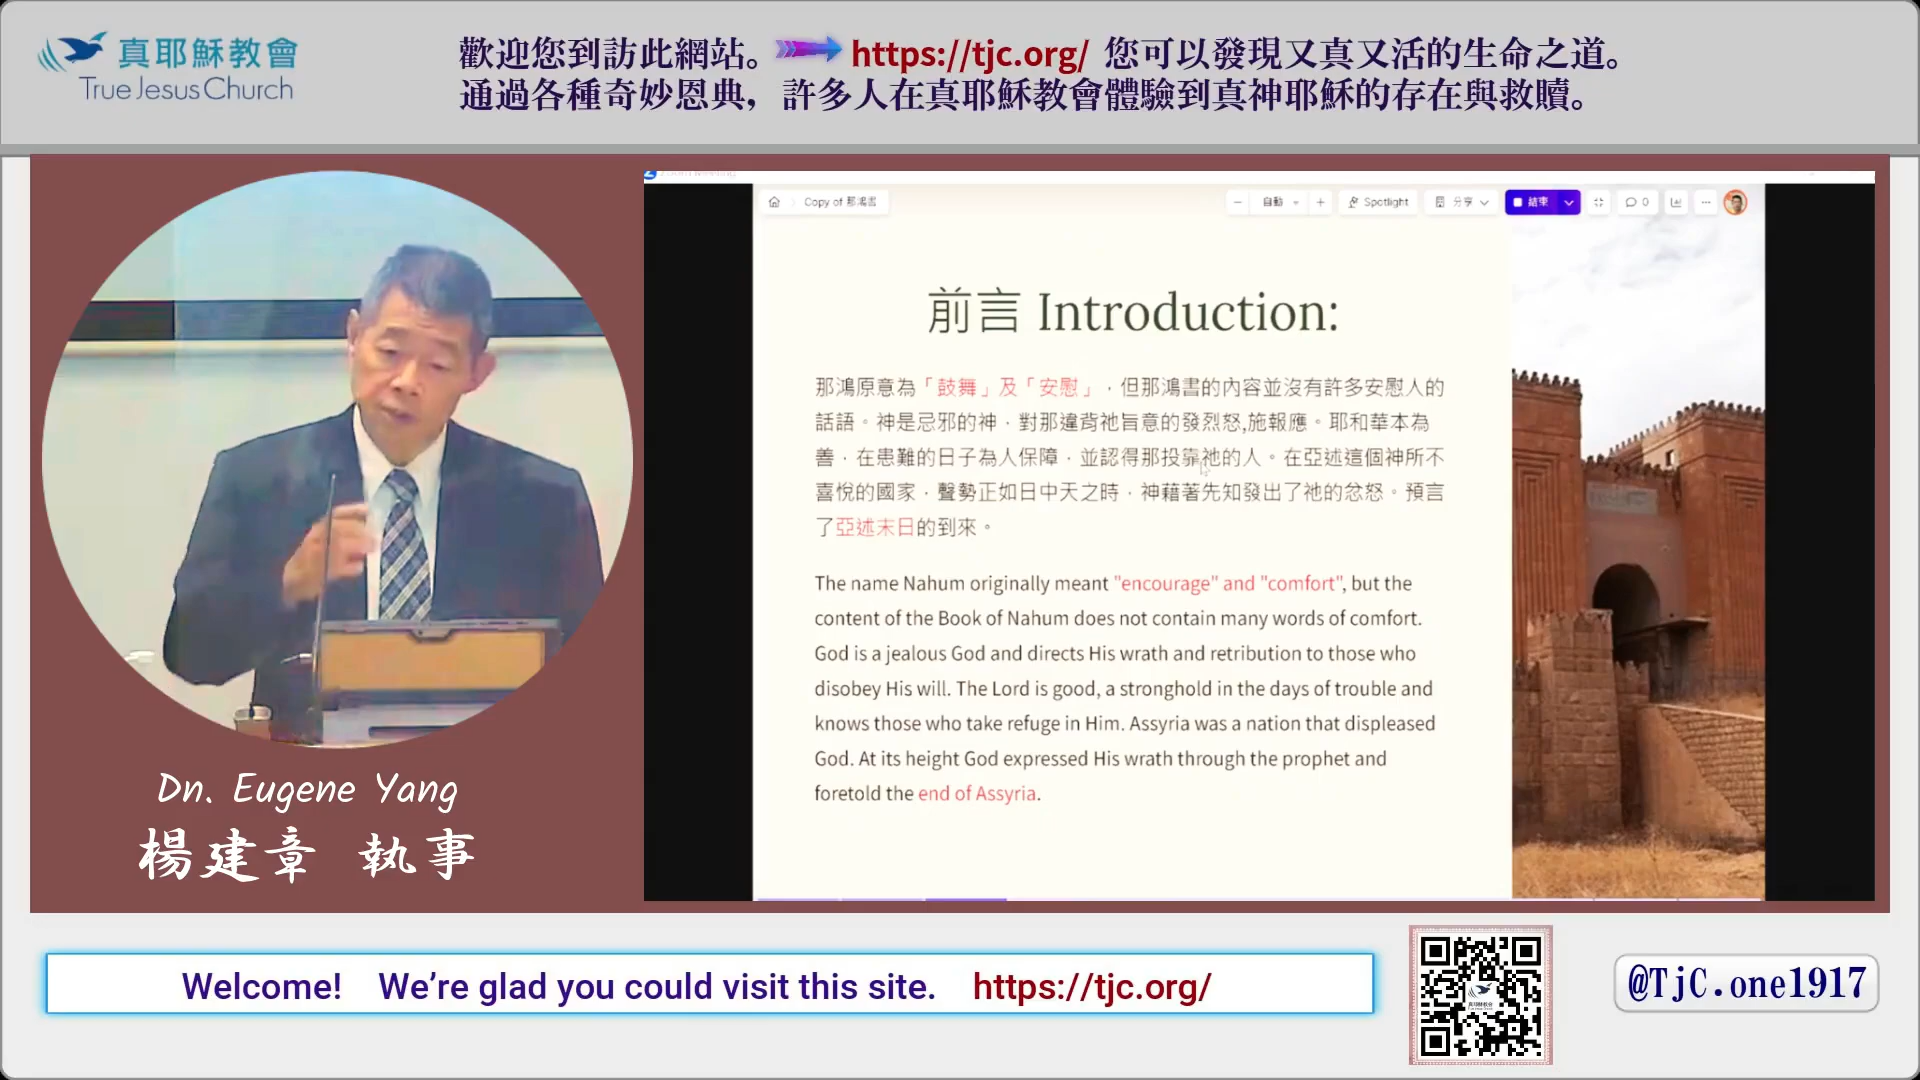 真耶穌教會
True Jesus Church
歡迎您到訪此網站。 https://tjc.org/ 您可以發現又真又活的生命之道。
通過各種奇妙恩典，許多人在真耶穌教會體驗到真神耶穌的存在與救贖。
Copy of 那鴻書
自動
Spotlight
分享
結束
0
前言 Introduction:
那鴻原意為「鼓舞」及「安慰」，但那鴻書的內容並沒有許多安慰人的
話語。神是忌邪的神，對那違背祂旨意的發烈怒,施報應。耶和華本為
善，在患難的日子為人保障，並認得那投靠祂的人。在亞述這個神所不
喜悅的國家，聲勢正如日中天之時，神藉著先知發出了祂的忿怒。預言
了亞述末日的到來。
The name Nahum originally meant "encourage" and "comfort", but the
content of the Book of Nahum does not contain many words of comfort.
God is a jealous God and directs His wrath and retribution to those who
disobey His will. The Lord is good, a stronghold in the days of trouble and
knows those who take refuge in Him. Assyria was a nation that displeased
God. At its height God expressed His wrath through the prophet and
foretold the end of Assyria.
Dn. Eugene Yang
楊建章 執事
Welcome! We’re glad you could visit this site. https://tjc.org/
@TjC.one1917